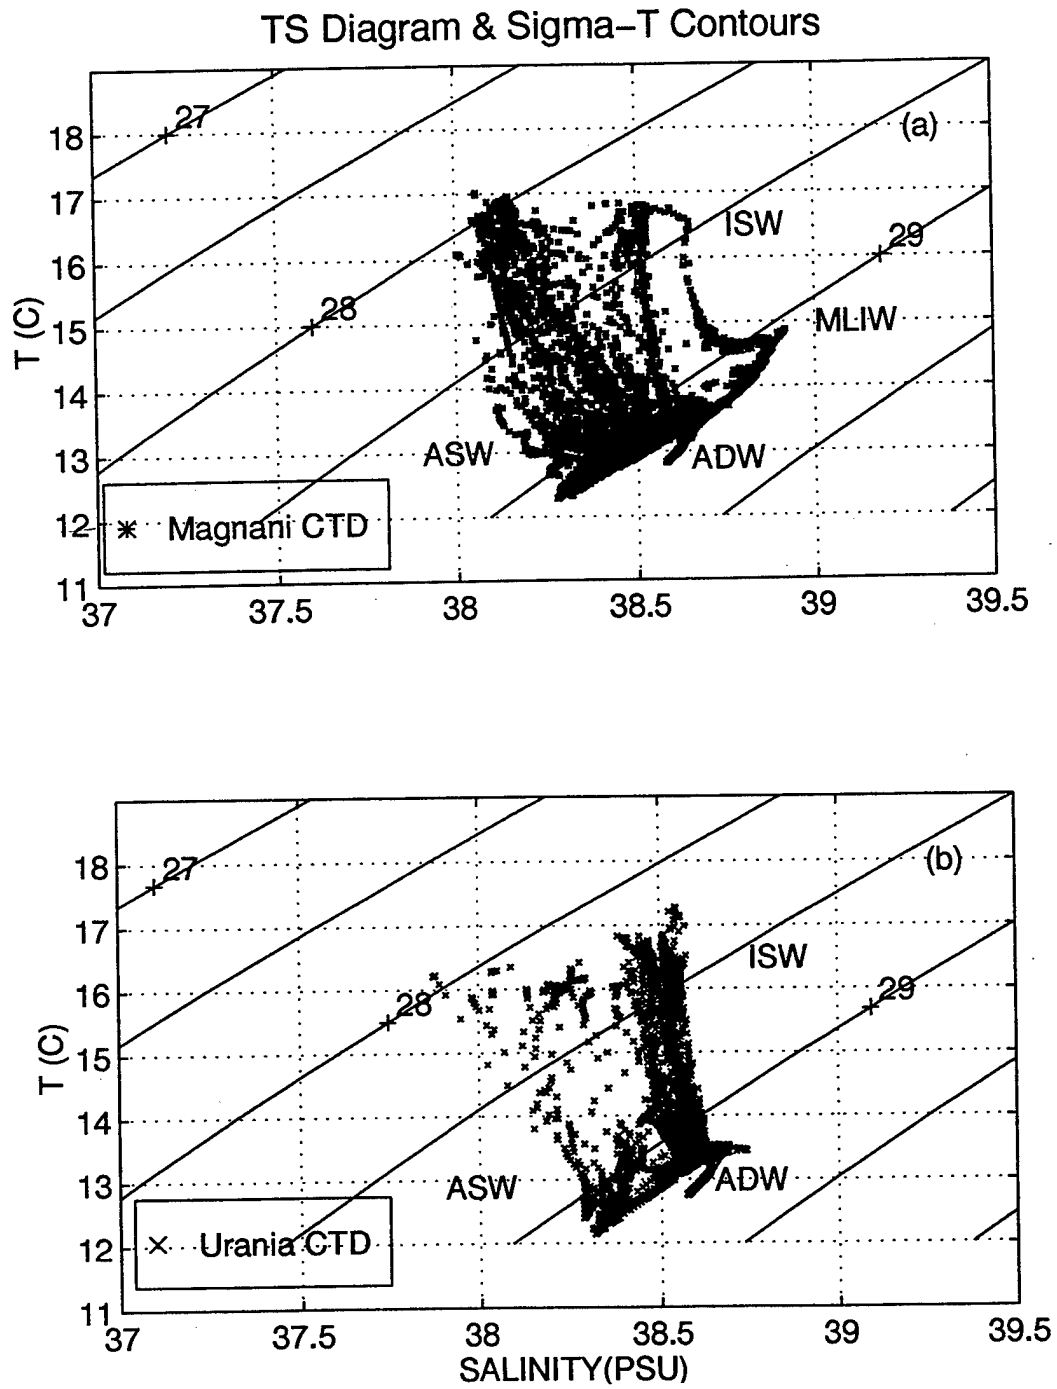 TS Diagram & Sigma-T Contours
(a)
27
28
29
ISW
MLIW
ASW
ADW
Magnani CTD
T (C)
18
17
16
15
14
13
12
11
37
37.5
38
38.5
39
39.5
(b)
27
28
29
ISW
ASW
ADW
Urania CTD
T (C)
18
17
16
15
14
13
12
11
37
37.5
38
38.5
39
39.5
SALINITY(PSU)